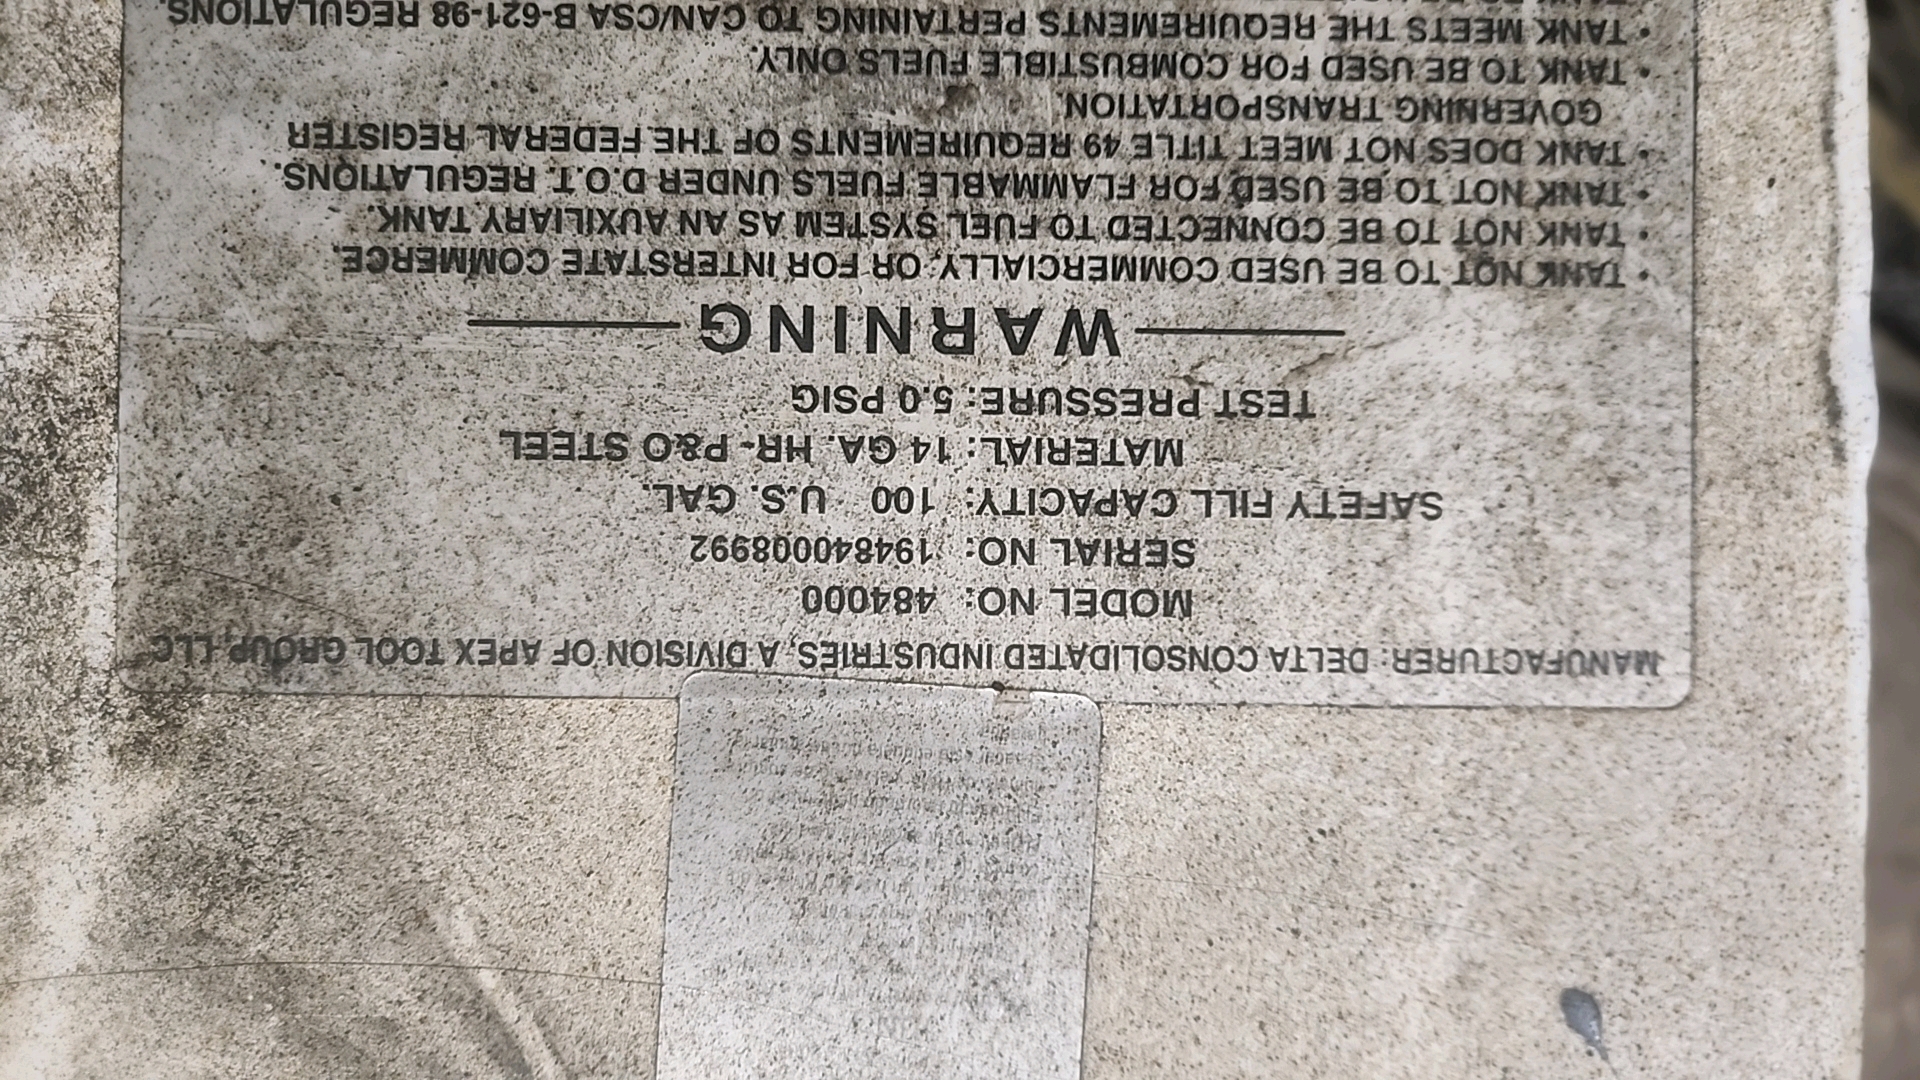 MANUFACTURER: DELTA CONSOLIDATED INDUSTRIES, A DIVISION OF APEX TOOL GROUP, LLC
MODEL NO: 484000
SERIAL NO: 194840008992
SAFETY FILL CAPACITY: 100 U.S. GAL.
MATERIAL: 14 GA. HR- P&O STEEL
TEST PRESSURE: 5.0 PSIG
WARNING
• TANK NOT TO BE USED COMMERCIALLY, OR FOR INTERSTATE COMMERCE.
• TANK NOT TO BE CONNECTED TO FUEL SYSTEM AS AN AUXILIARY TANK.
• TANK NOT TO BE USED FOR FLAMMABLE FUELS UNDER D.O.T. REGULATIONS.
• TANK DOES NOT MEET TITLE 49 REQUIREMENTS OF THE FEDERAL REGISTER
GOVERNING TRANSPORTATION
• TANK TO BE USED FOR COMBUSTIBLE FUELS ONLY.
• TANK MEETS THE REQUIREMENTS PERTAINING TO CAN/CSA B-621-98 REGULATIONS.